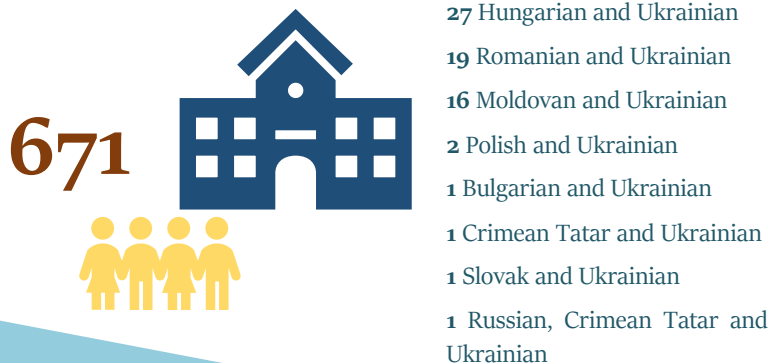 671
27 Hungarian and Ukrainian
19 Romanian and Ukrainian
16 Moldovan and Ukrainian
2 Polish and Ukrainian
1 Bulgarian and Ukrainian
1 Crimean Tatar and Ukrainian
1 Slovak and Ukrainian
1 Russian, Crimean Tatar and
Ukrainian